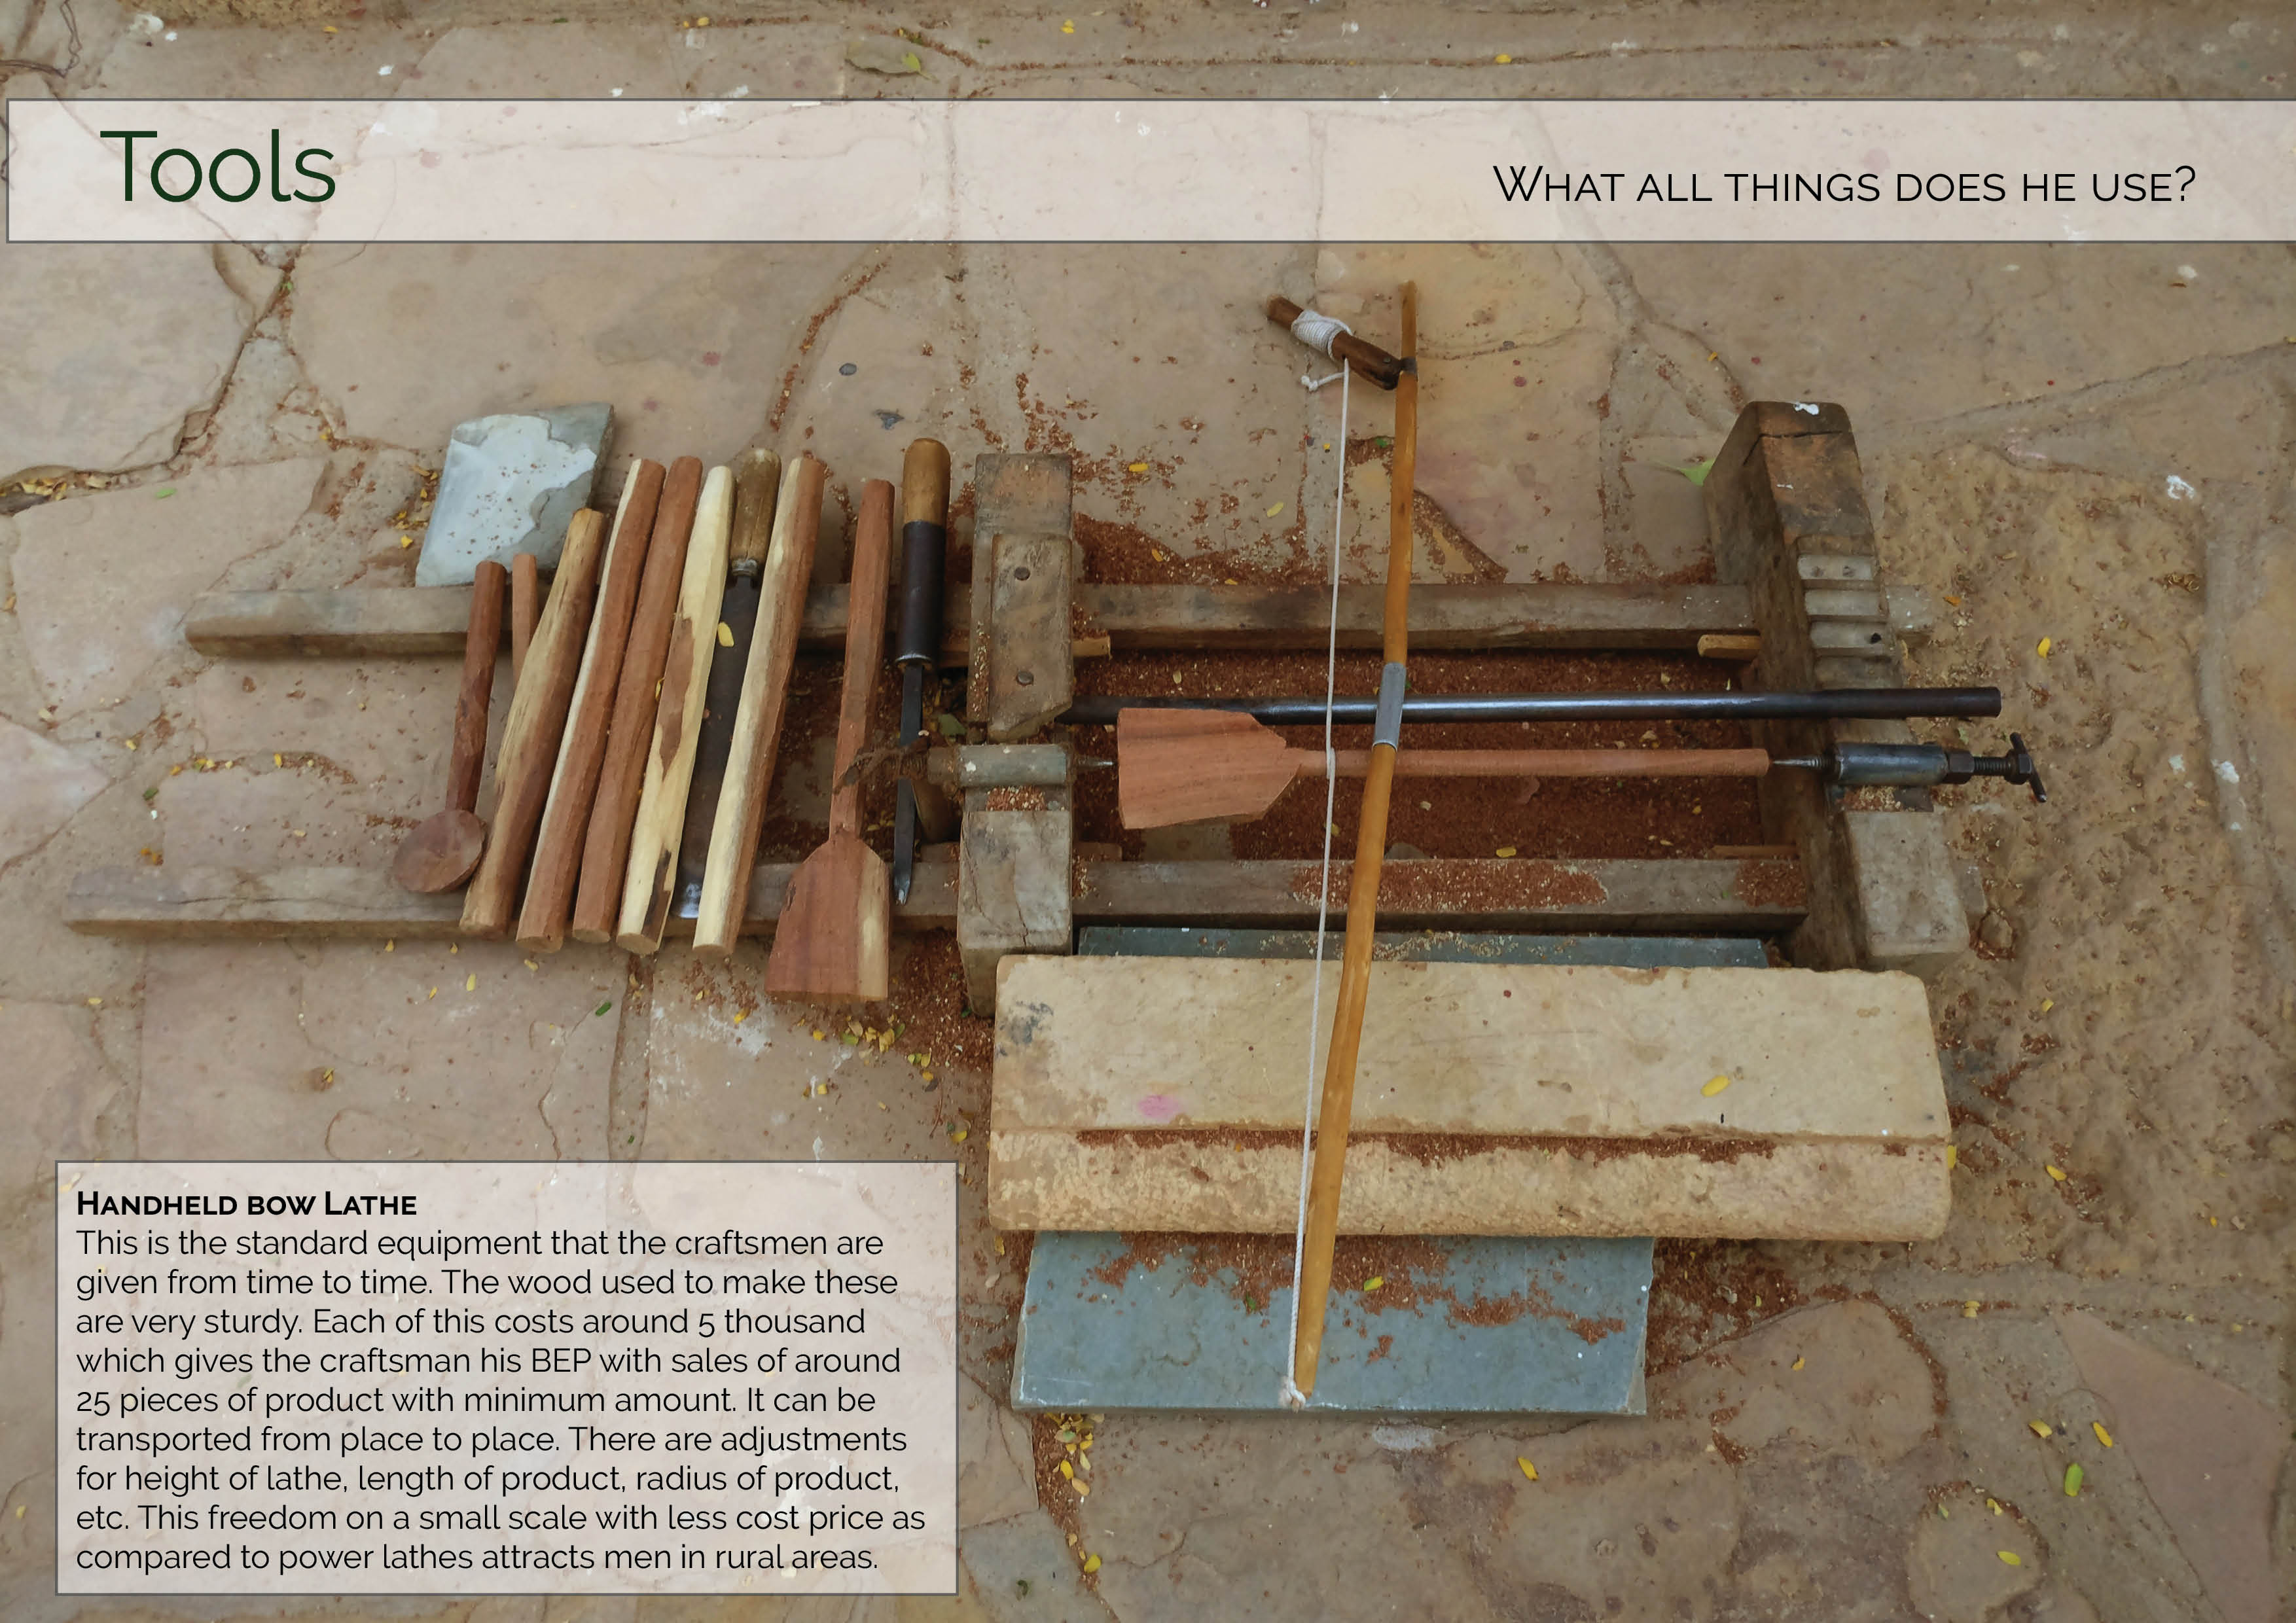 Tools
What all things does he use?
Handheld bow Lathe
This is the standard equipment that the craftsmen are
given from time to time. The wood used to make these
are very sturdy. Each of this costs around 5 thousand
which gives the craftsman his BEP with sales of around
25 pieces of product with minimum amount. It can be
transported from place to place. There are adjustments
for height of lathe, length of product, radius of product,
etc. This freedom on a small scale with less cost price as
compared to power lathes attracts men in rural areas.